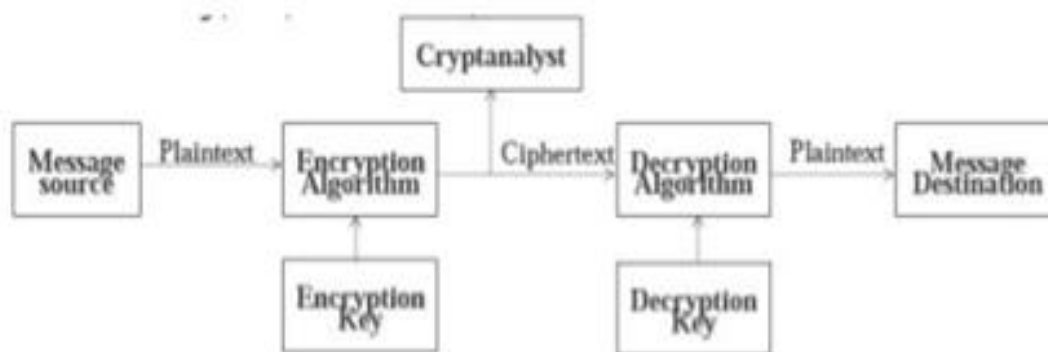 Cryptanalyst
Message
source
Plaintext
Encryption
Algorithm
Ciphertext
Decryption
Algorithm
Plaintext
Message
Destination
Encryption
Key
Decryption
Key